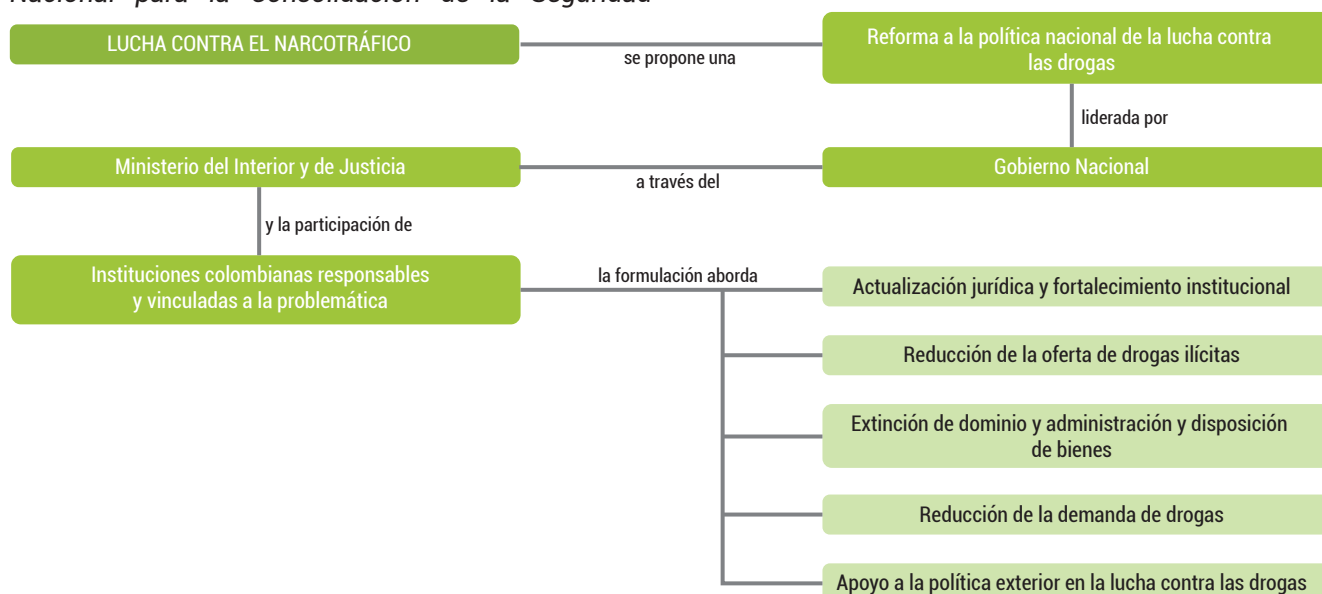 Nacional para la Consolidación de la Seguridad
LUCHA CONTRA EL NARCOTRÁFICO
se propone una
Reforma a la política nacional de la lucha contra
las drogas
liderada por
Ministerio del Interior y de Justicia
a través del
Gobierno Nacional
y la participación de
Instituciones colombianas responsables
y vinculadas a la problemática
la formulación aborda
Actualización jurídica y fortalecimiento institucional
Reducción de la oferta de drogas ilícitas
Extinción de dominio y administración y disposición
de bienes
Reducción de la demanda de drogas
Apoyo a la política exterior en la lucha contra las drogas